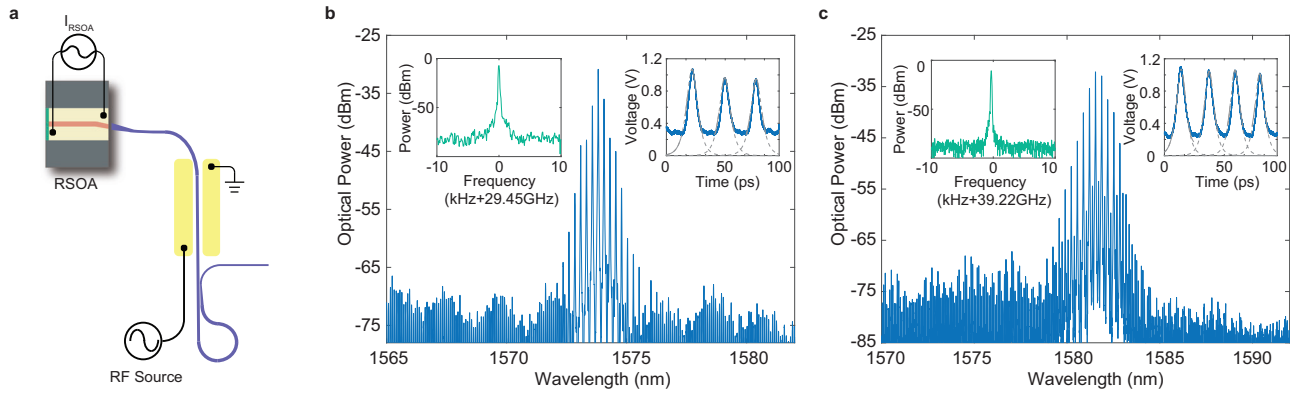 a
I_RSOA
RSOA
RF Source
b
Optical Power (dBm)
-25
-35
-45
-55
-65
-75
1565
1570
1575
1580
Wavelength (nm)
Power (dBm)
0
-50
-10
0
10
Frequency
(kHz+29.45GHz)
Voltage (V)
1.2
0.8
0.4
0
0
50
100
Time (ps)
c
Optical Power (dBm)
-25
-35
-45
-55
-65
-75
-85
1570
1575
1580
1585
1590
Wavelength (nm)
Power (dBm)
0
-50
-10
0
10
Frequency
(kHz+39.22GHz)
Voltage (V)
1.2
0.8
0.4
0
0
50
100
Time (ps)